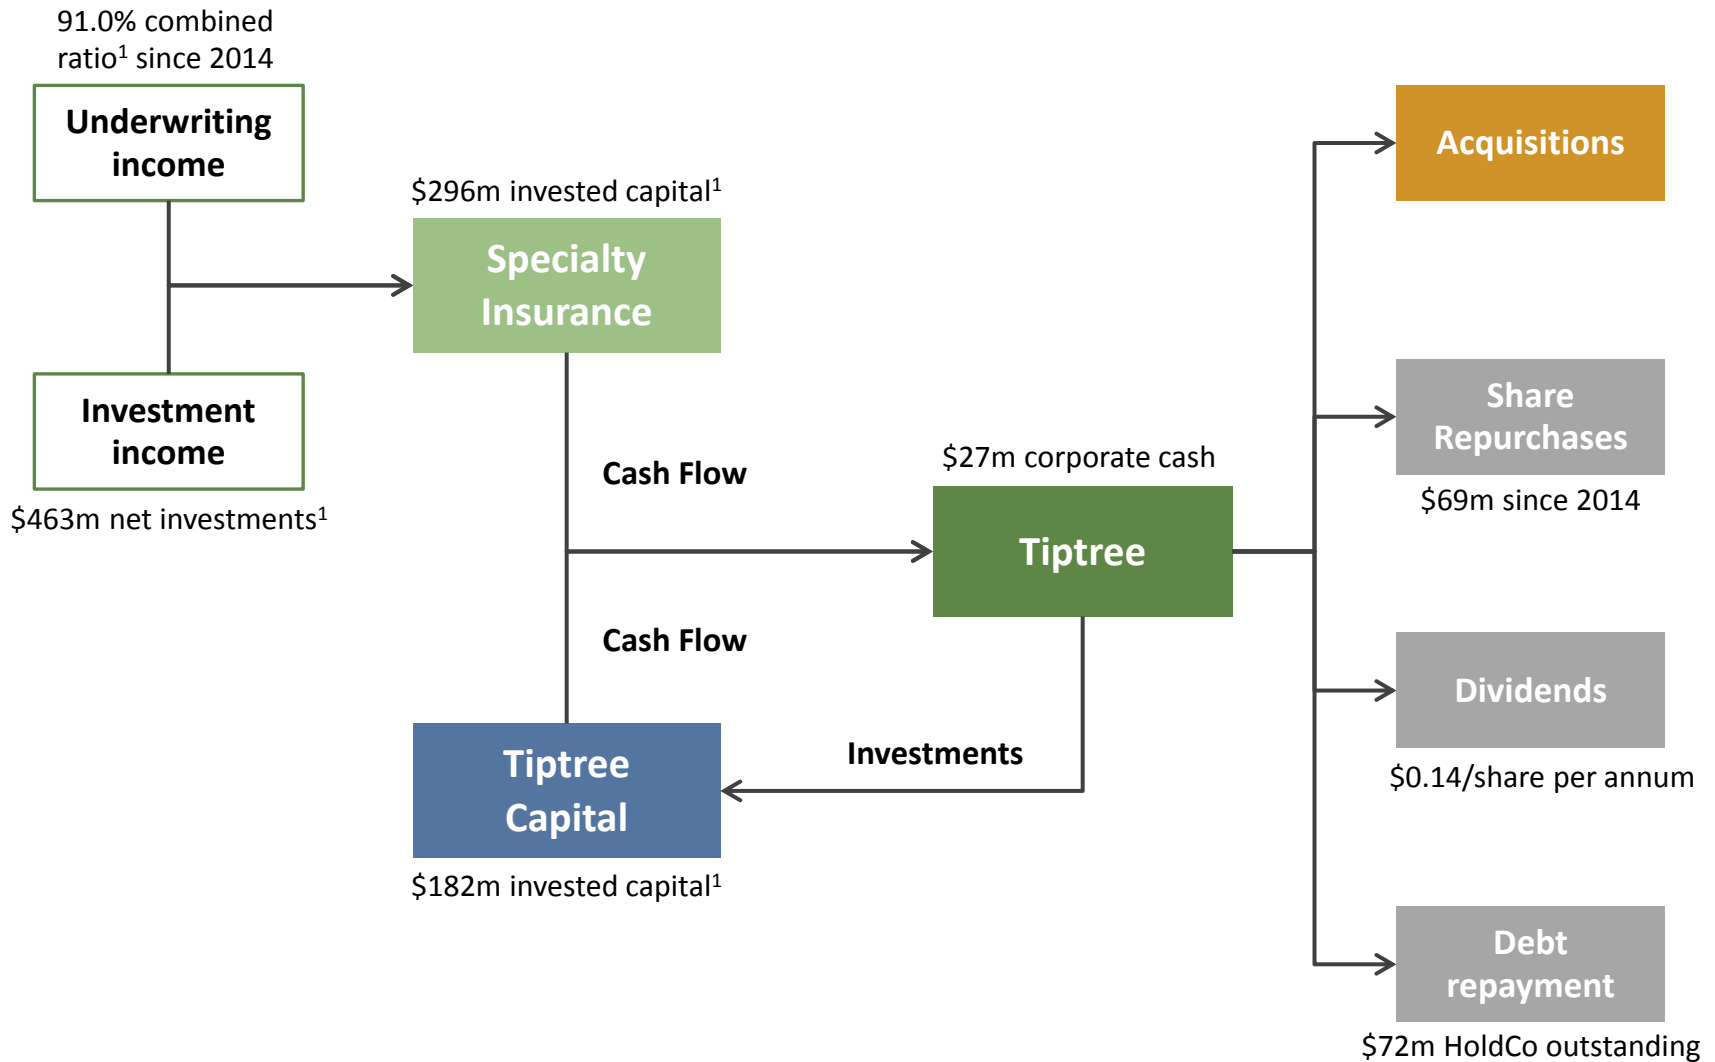 91.0% combined
ratio¹ since 2014
Underwriting
income
Investment
income
$463m net investments¹
$296m invested capital¹
Specialty
Insurance
Cash Flow
Cash Flow
Tiptree
Capital
$182m invested capital¹
Investments
$27m corporate cash
Tiptree
Acquisitions
Share
Repurchases
$69m since 2014
Dividends
$0.14/share per annum
Debt
repayment
$72m HoldCo outstanding